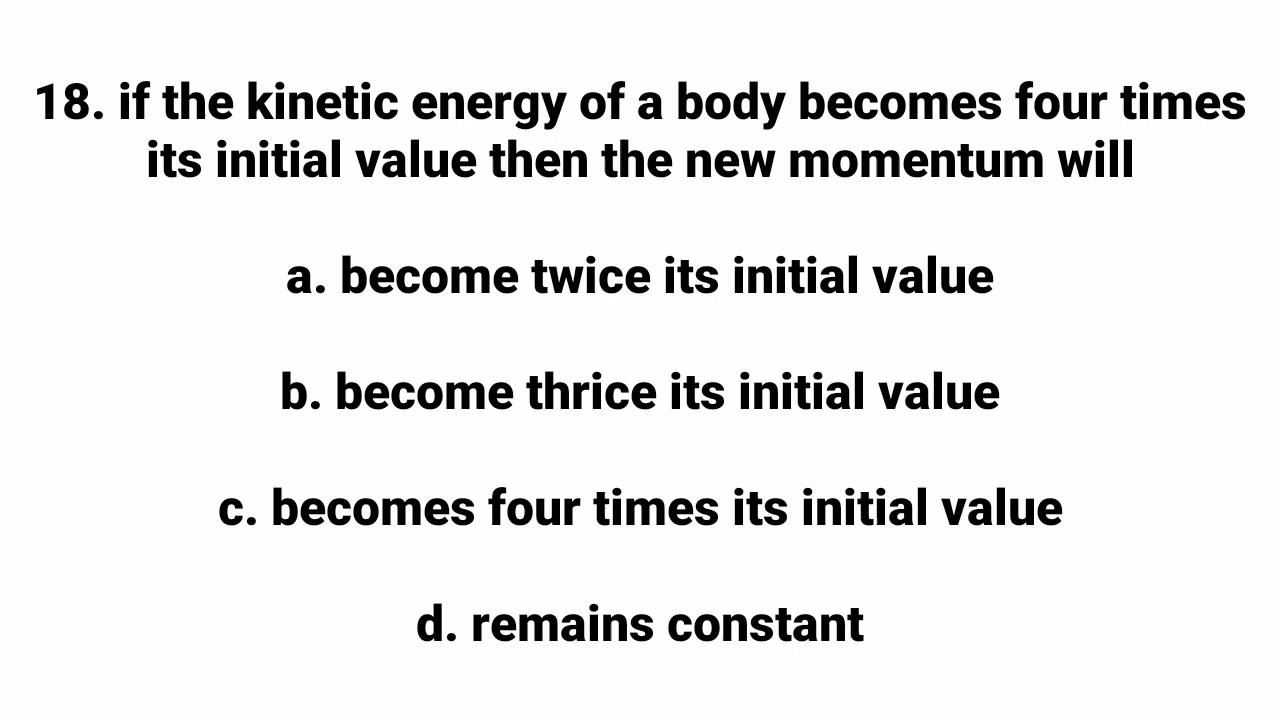 18. if the kinetic energy of a body becomes four times
its initial value then the new momentum will
a. become twice its initial value
b. become thrice its initial value
c. becomes four times its initial value
d. remains constant